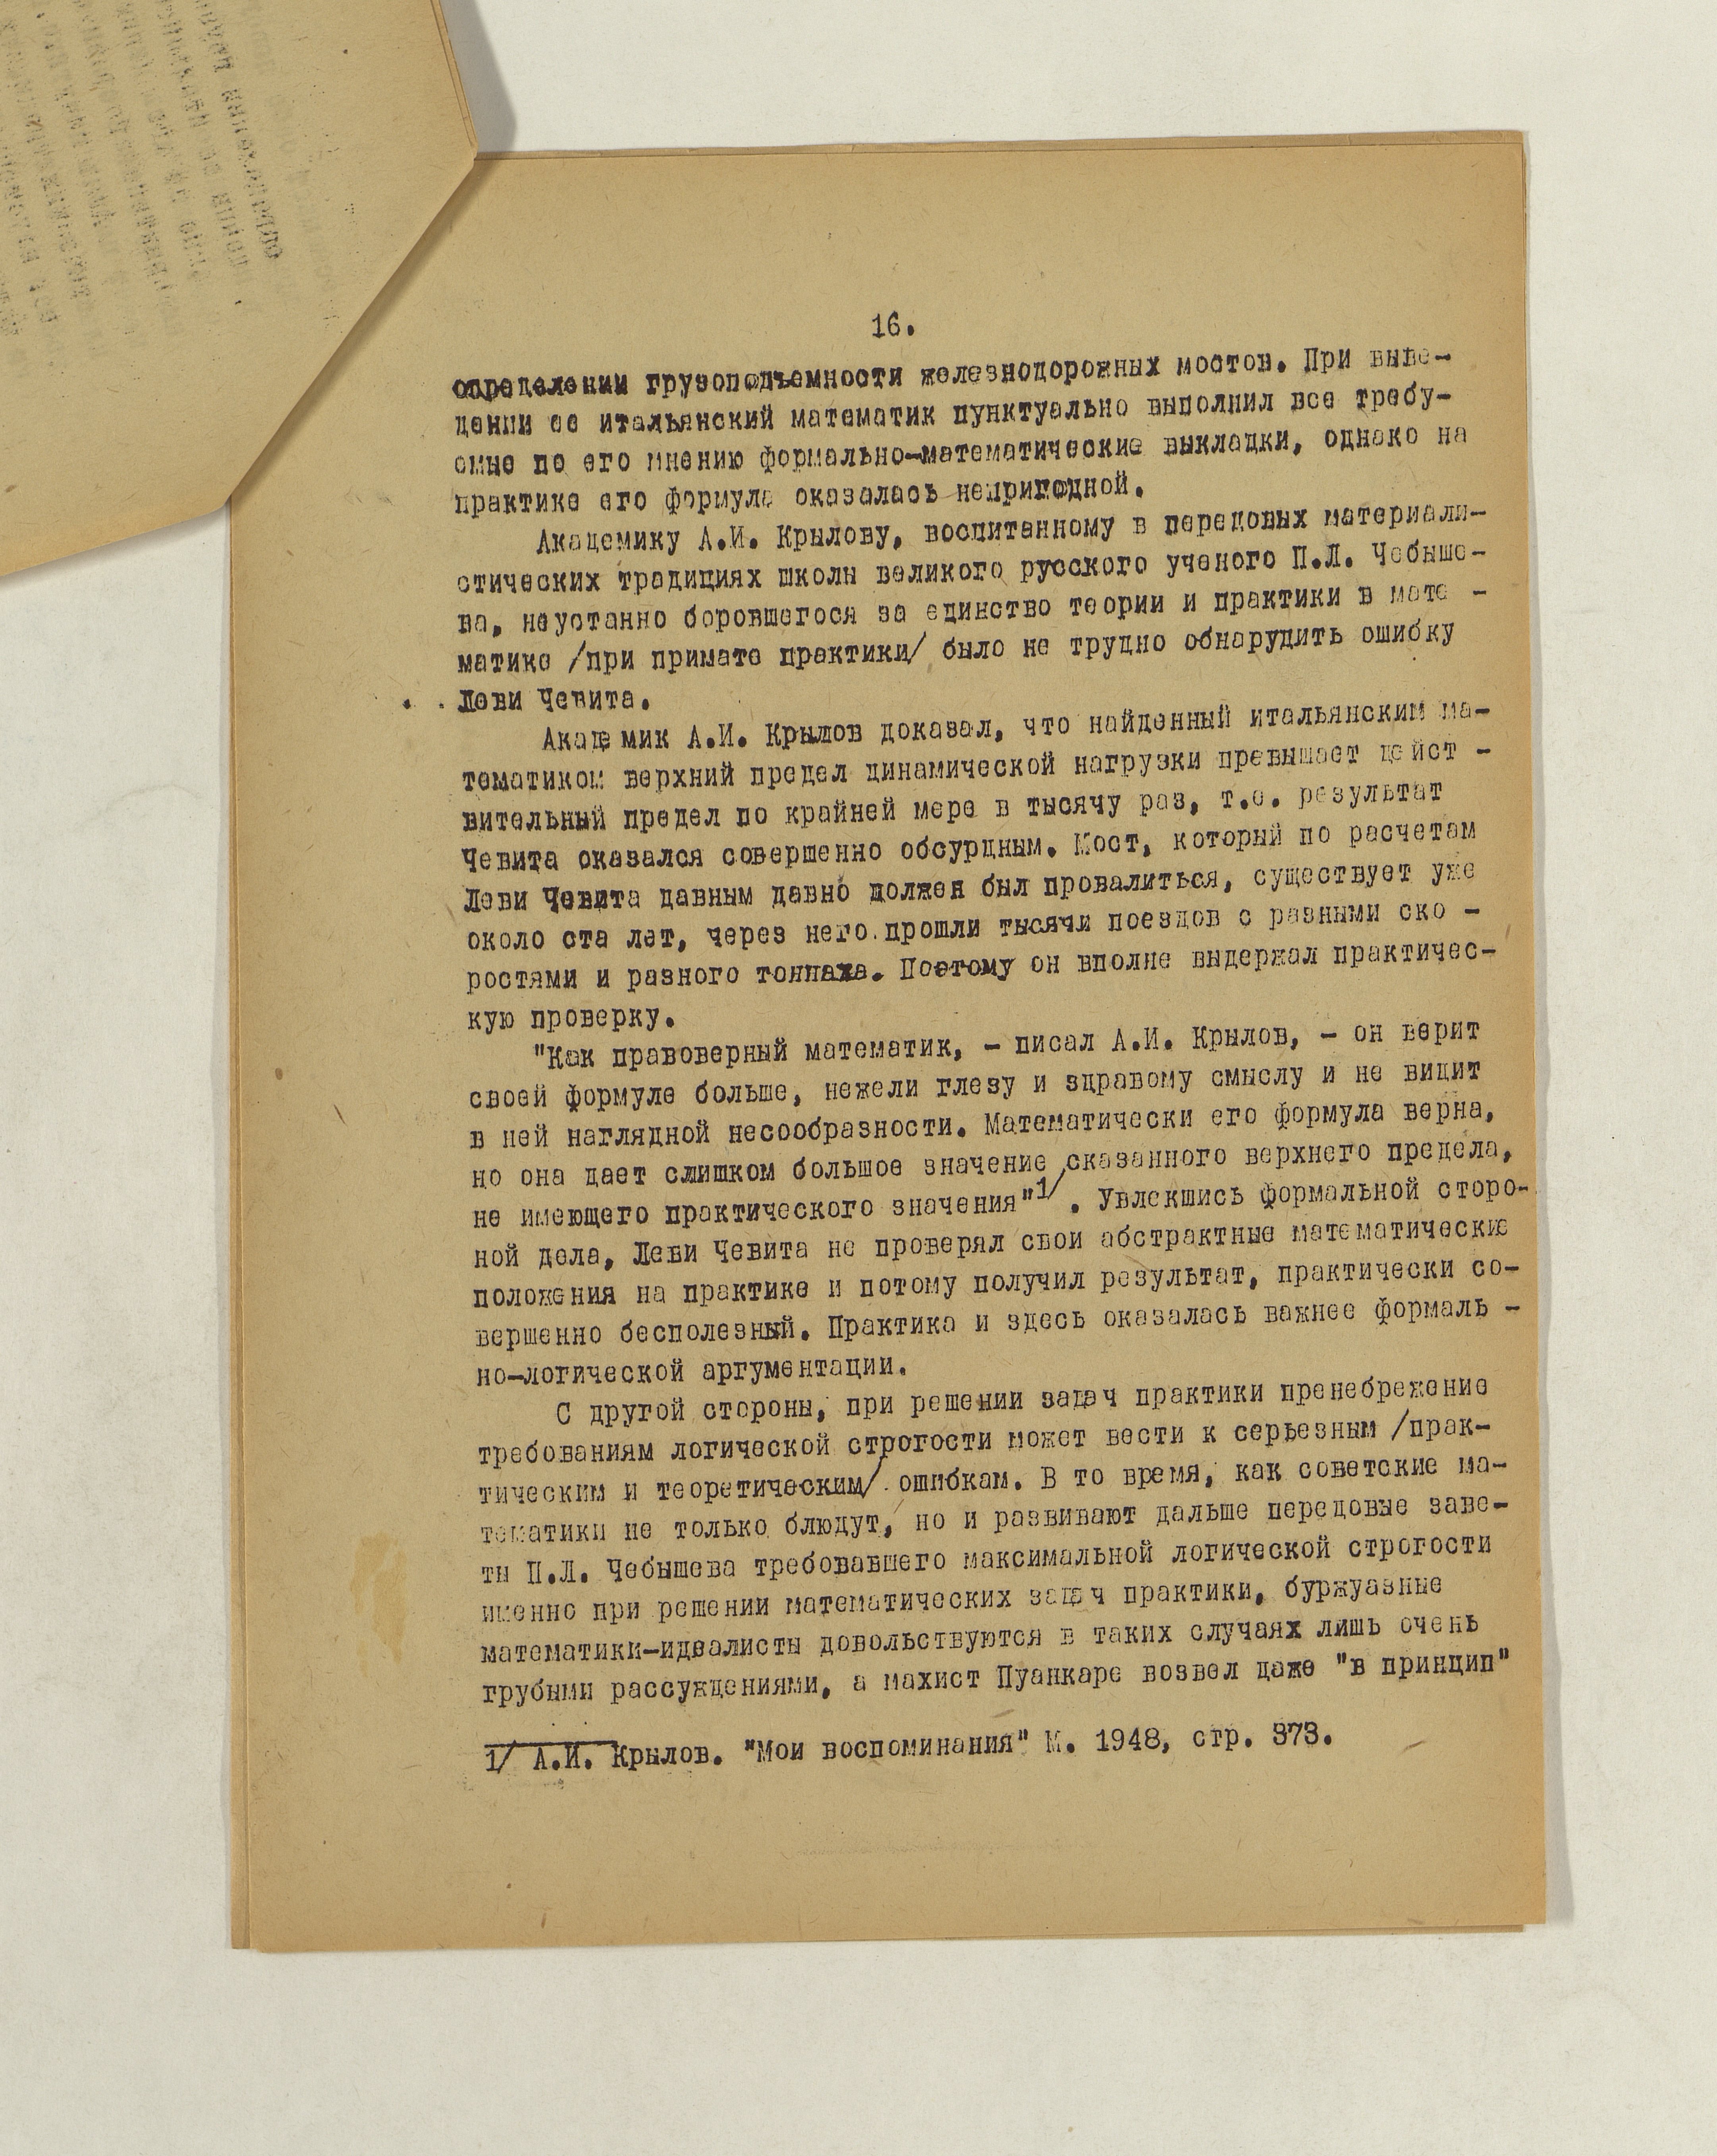 16.
определении грузоподъемности железнодорожных мостов. При выве-
дении ее итальянский математик пунктуально выполнил все требу-
емые по его мнению формально-математические выкладки, однако на
практике его формула оказалась непригодной.
Академику А.И. Крылову, воспитанному в передовых материали-
стических традициях школы великого русского ученого П.Л. Чебыше-
ва, неустанно боровшегося за единство теории и практики в мате -
матике /при примате практики/ было не трудно обнарудить ошибку
Леви Чевита.
Академик А.И. Крылов доказал, что найденный итальянским ма-
тематиком верхний предел динамической нагрузки превышает дейст -
вительный предел по крайней мере в тысячу раз, т.е. результат
Чевита оказался совершенно обсурдным. Мост, который по расчетам
Леви Чевита давным давно должен был провалиться, существует уже
около ста лет, через него прошли тысячи поездов с разными ско -
ростями и разного тоннажа. Поэтому он вполне выдержал практичес-
кую проверку.
"Как правоверный математик, - писал А.И. Крылов, - он верит
своей формуле больше, нежели глезу и здравому смыслу и не видит
в ней наглядной несообразности. Математически его формула верна,
но она дает слишком большое значение сказанного верхнего предела,
не имеющего практического значения"1/. Увлекшись формальной сторо-
ной дела, Леви Чевита не проверял свои абстрактные математические
положения на практике и потому получил результат, практически со-
вершенно бесполезный. Практика и здесь оказалась важнее формаль -
но-логической аргументации.
С другой стороны, при решении задач практики пренебрежение
требованиям логической строгости может вести к серьезным /прак-
тическим и теоретическим/ ошибкам. В то время, как советские ма-
тематики не только блюдут, но и развивают дальше передовые заве-
ты П.Л. Чебышева требовавшего максимальной логической строгости
именно при решении математических задач практики, буржуазные
математики-идеалисты довольствуются в таких случаях лишь очень
грубыми рассуждениями, а махист Пуанкаре возвел даже "в принцип"
1/ А.И. Крылов. "Мои воспоминания" М. 1948, стр. 373.